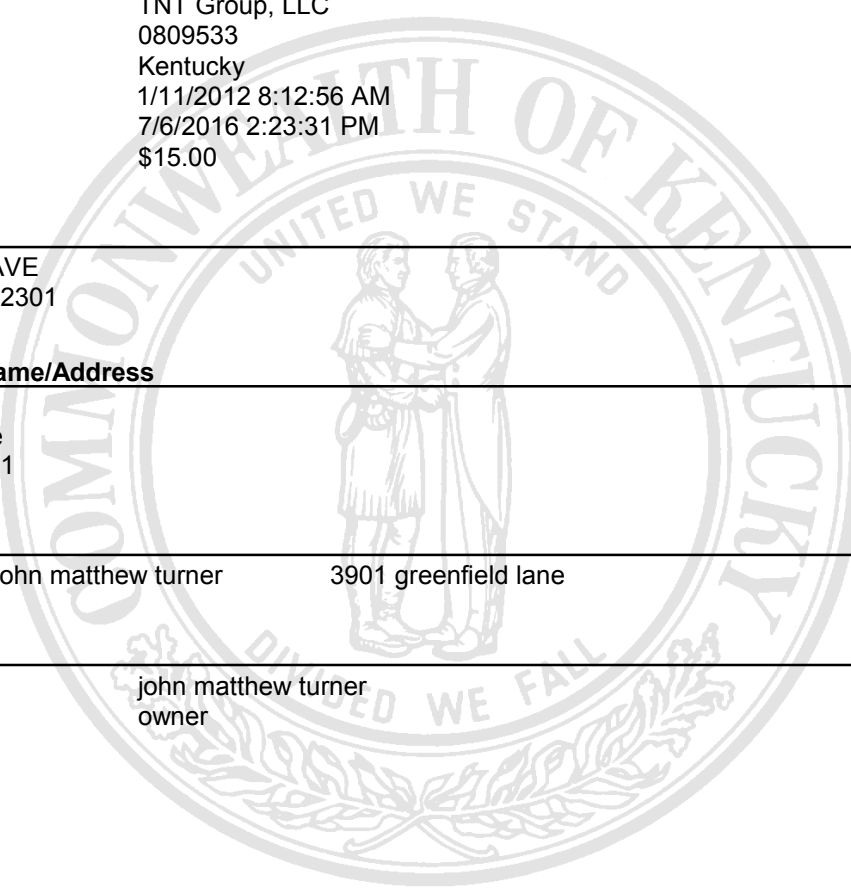 TNT Group, LLC
0809533
Kentucky
1/11/2012 8:12:56 AM
7/6/2016 2:23:31 PM
$15.00
AVE
2301
ame/Address
e
1
ohn matthew turner 3901 greenfield lane
john matthew turner
owner
COMMONWEALTH OF KENTUCKY
UNITED WE STAND
DIVIDED WE FALL